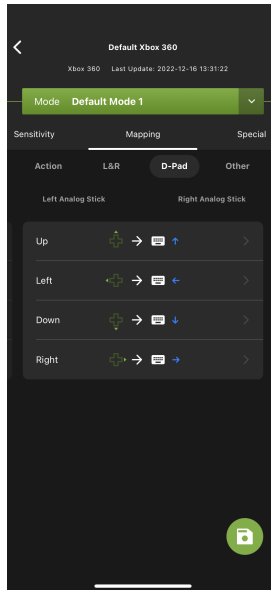 Default Xbox 360
Xbox 360 Last Update: 2022-12-16 13:31:22
Mode Default Mode 1
Sensitivity Mapping Special
Action L&R D-Pad Other
Left Analog Stick Right Analog Stick
Up
Left
Down
Right